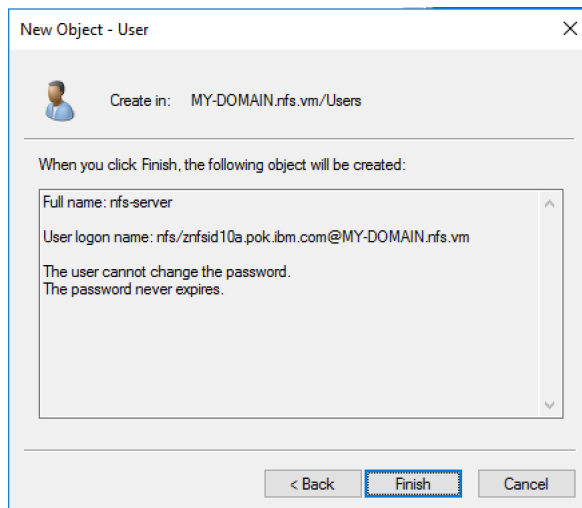 New Object - User
Create in: MY-DOMAIN.nfs.vm/Users
When you click Finish, the following object will be created:
Full name: nfs-server
User logon name: nfs/znfsid10a.pok.ibm.com@MY-DOMAIN.nfs.vm
The user cannot change the password.
The password never expires.
< Back Finish Cancel